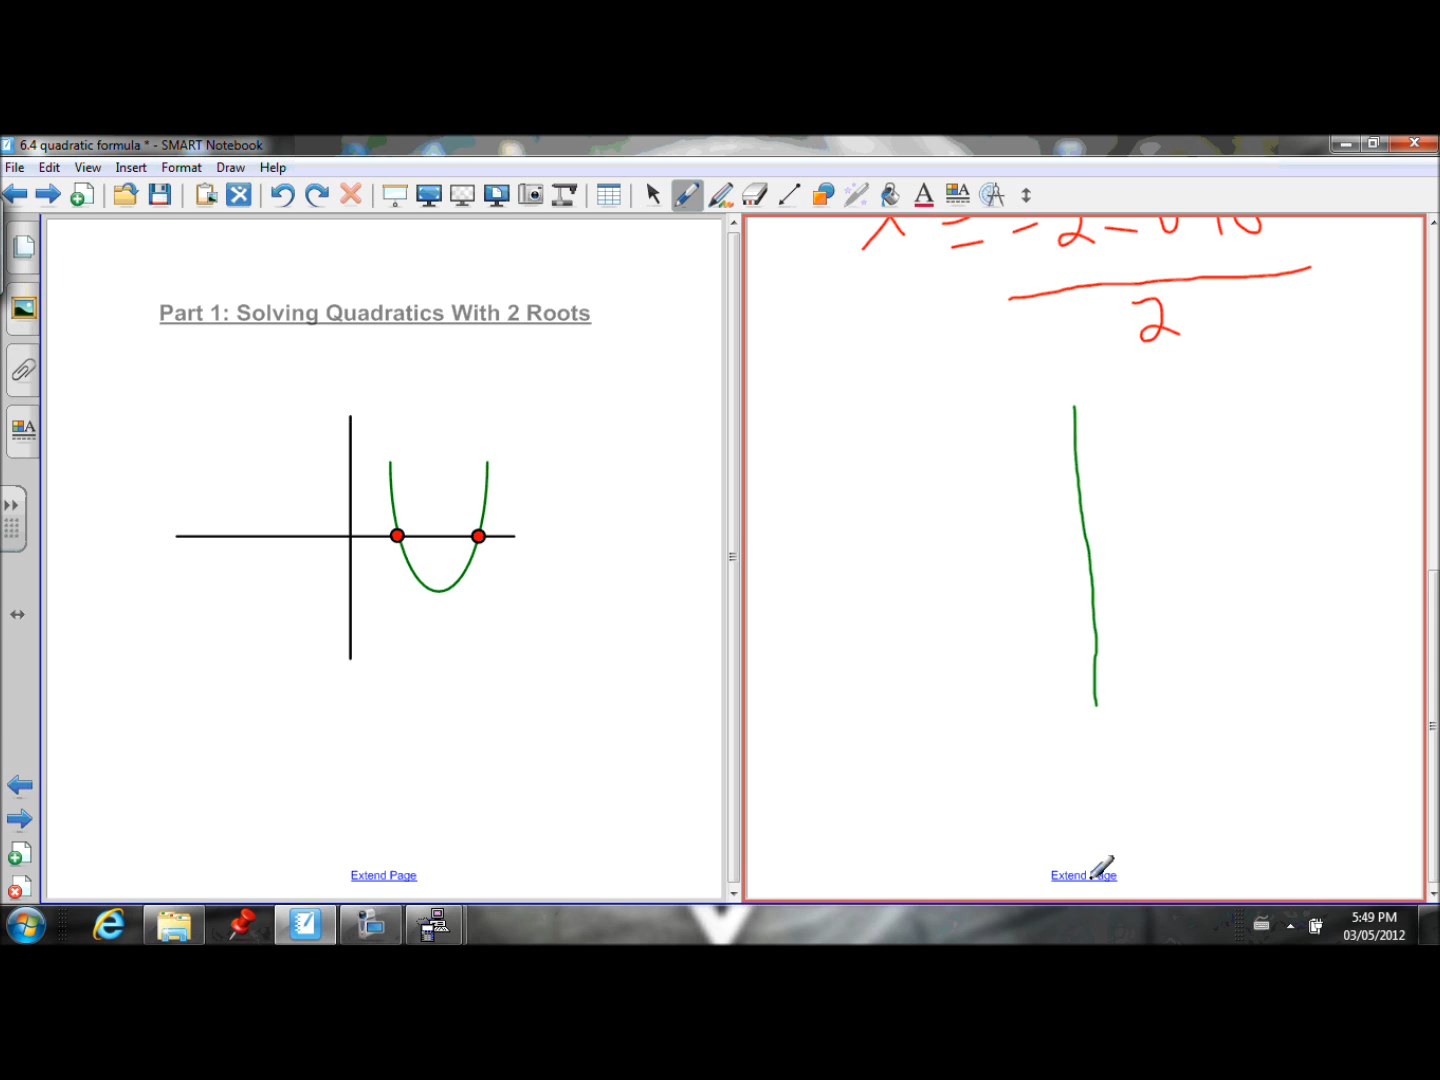 6.4 quadratic formula * - SMART Notebook
File Edit View Insert Format Draw Help
Part 1: Solving Quadratics With 2 Roots
Extend Page
2
Extend Page
5:49 PM
03/05/2012